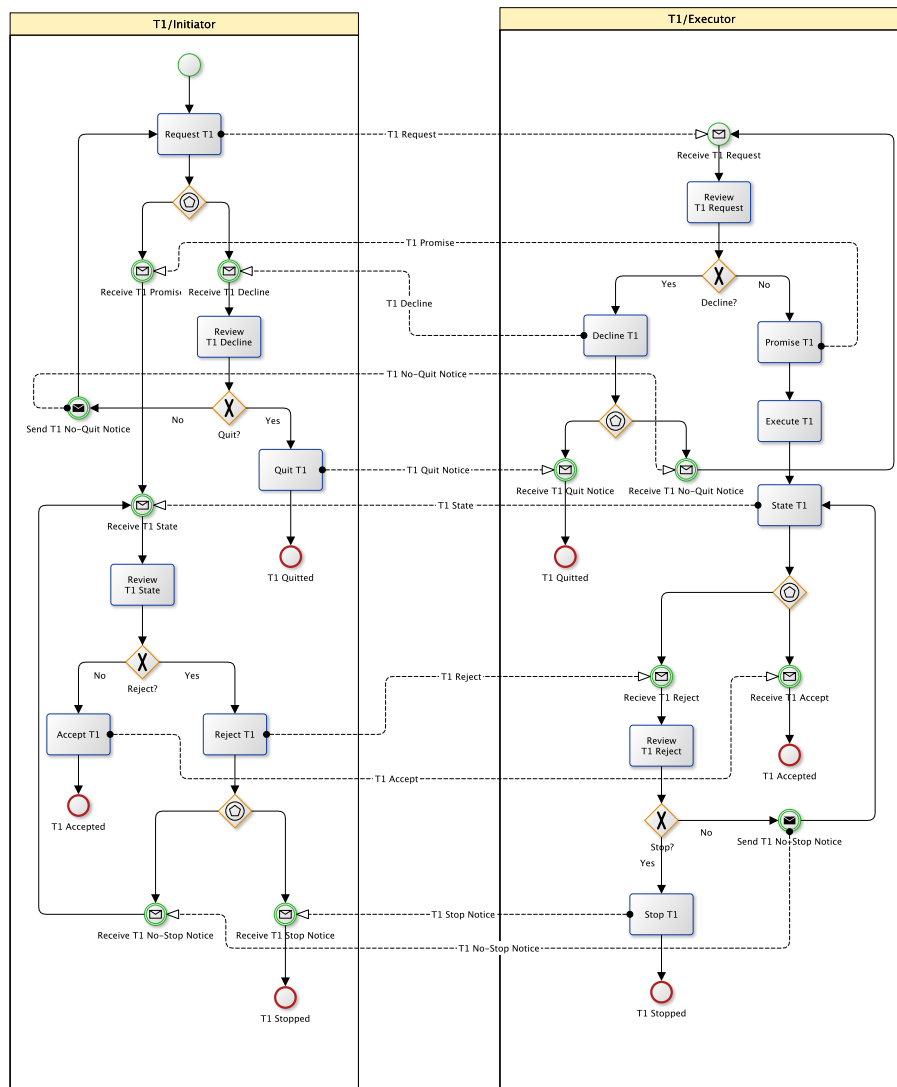 T1/Initiator
T1/Executor
Request T1
T1 Request
Receive T1 Request
Review
T1 Request
T1 Promise
Receive T1 Promise
Receive T1 Decline
Yes
No
Decline?
T1 Decline
Review
T1 Decline
Decline T1
Promise T1
T1 No-Quit Notice
Send T1 No-Quit Notice
No
Yes
Quit?
Execute T1
Quit T1
T1 Quit Notice
Receive T1 Quit Notice
Receive T1 No-Quit Notice
T1 State
State T1
Receive T1 State
T1 Quitted
T1 Quitted
Review
T1 State
No
Yes
Reject?
T1 Reject
Recieve T1 Reject
Receive T1 Accept
Accept T1
Reject T1
Review
T1 Reject
T1 Accept
T1 Accepted
T1 Accepted
No
Stop?
Yes
Send T1 No-Stop Notice
T1 Stop Notice
Stop T1
Receive T1 No-Stop Notice
Receive T1 Stop Notice
T1 No-Stop Notice
T1 Stopped
T1 Stopped